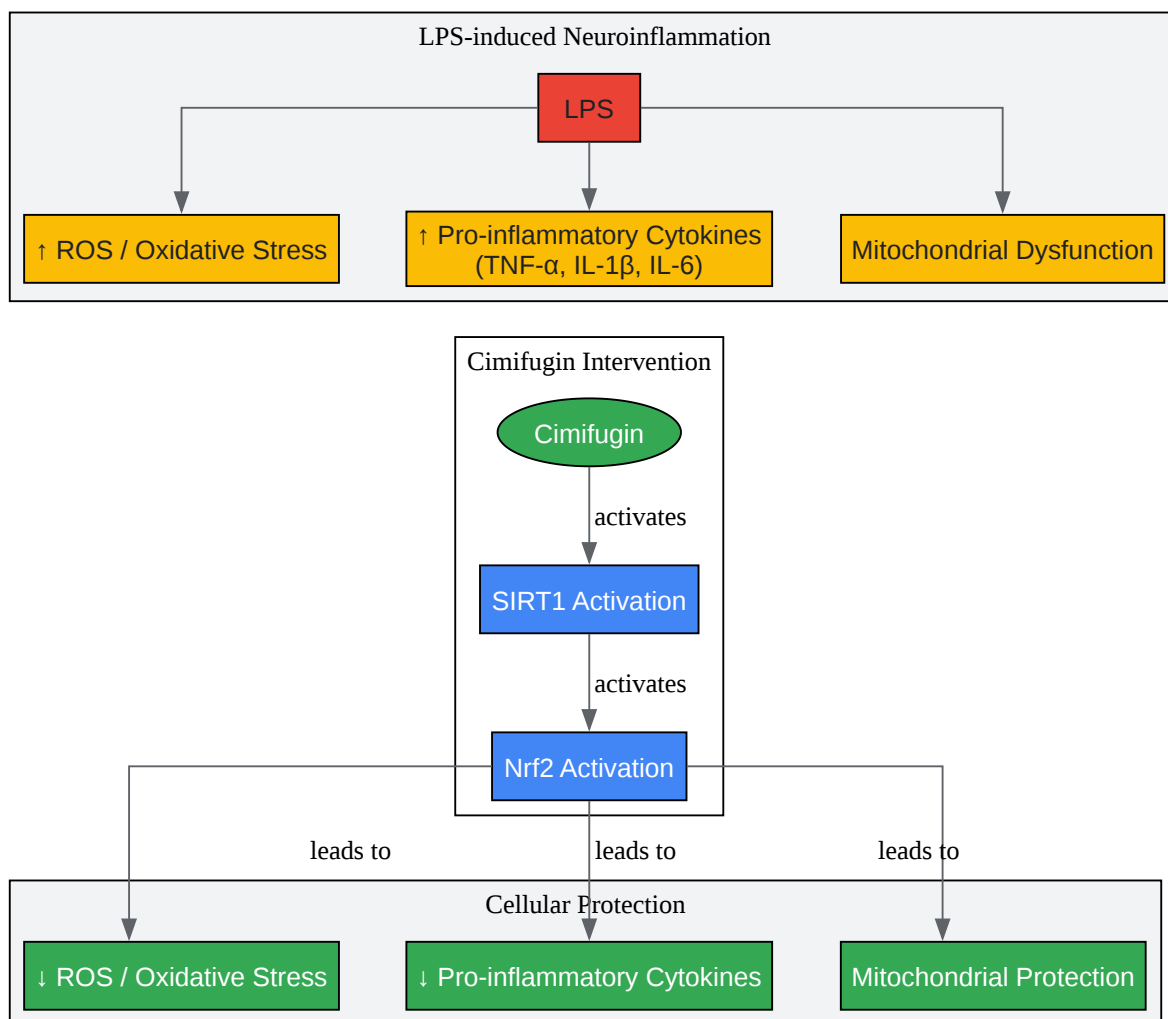 LPS-induced Neuroinflammation
LPS
↑ ROS / Oxidative Stress
↑ Pro-inflammatory Cytokines
(TNF-α, IL-1β, IL-6)
Mitochondrial Dysfunction
Cimifugin Intervention
Cimifugin
activates
SIRT1 Activation
activates
Nrf2 Activation
leads to
leads to
leads to
Cellular Protection
↓ ROS / Oxidative Stress
↓ Pro-inflammatory Cytokines
Mitochondrial Protection